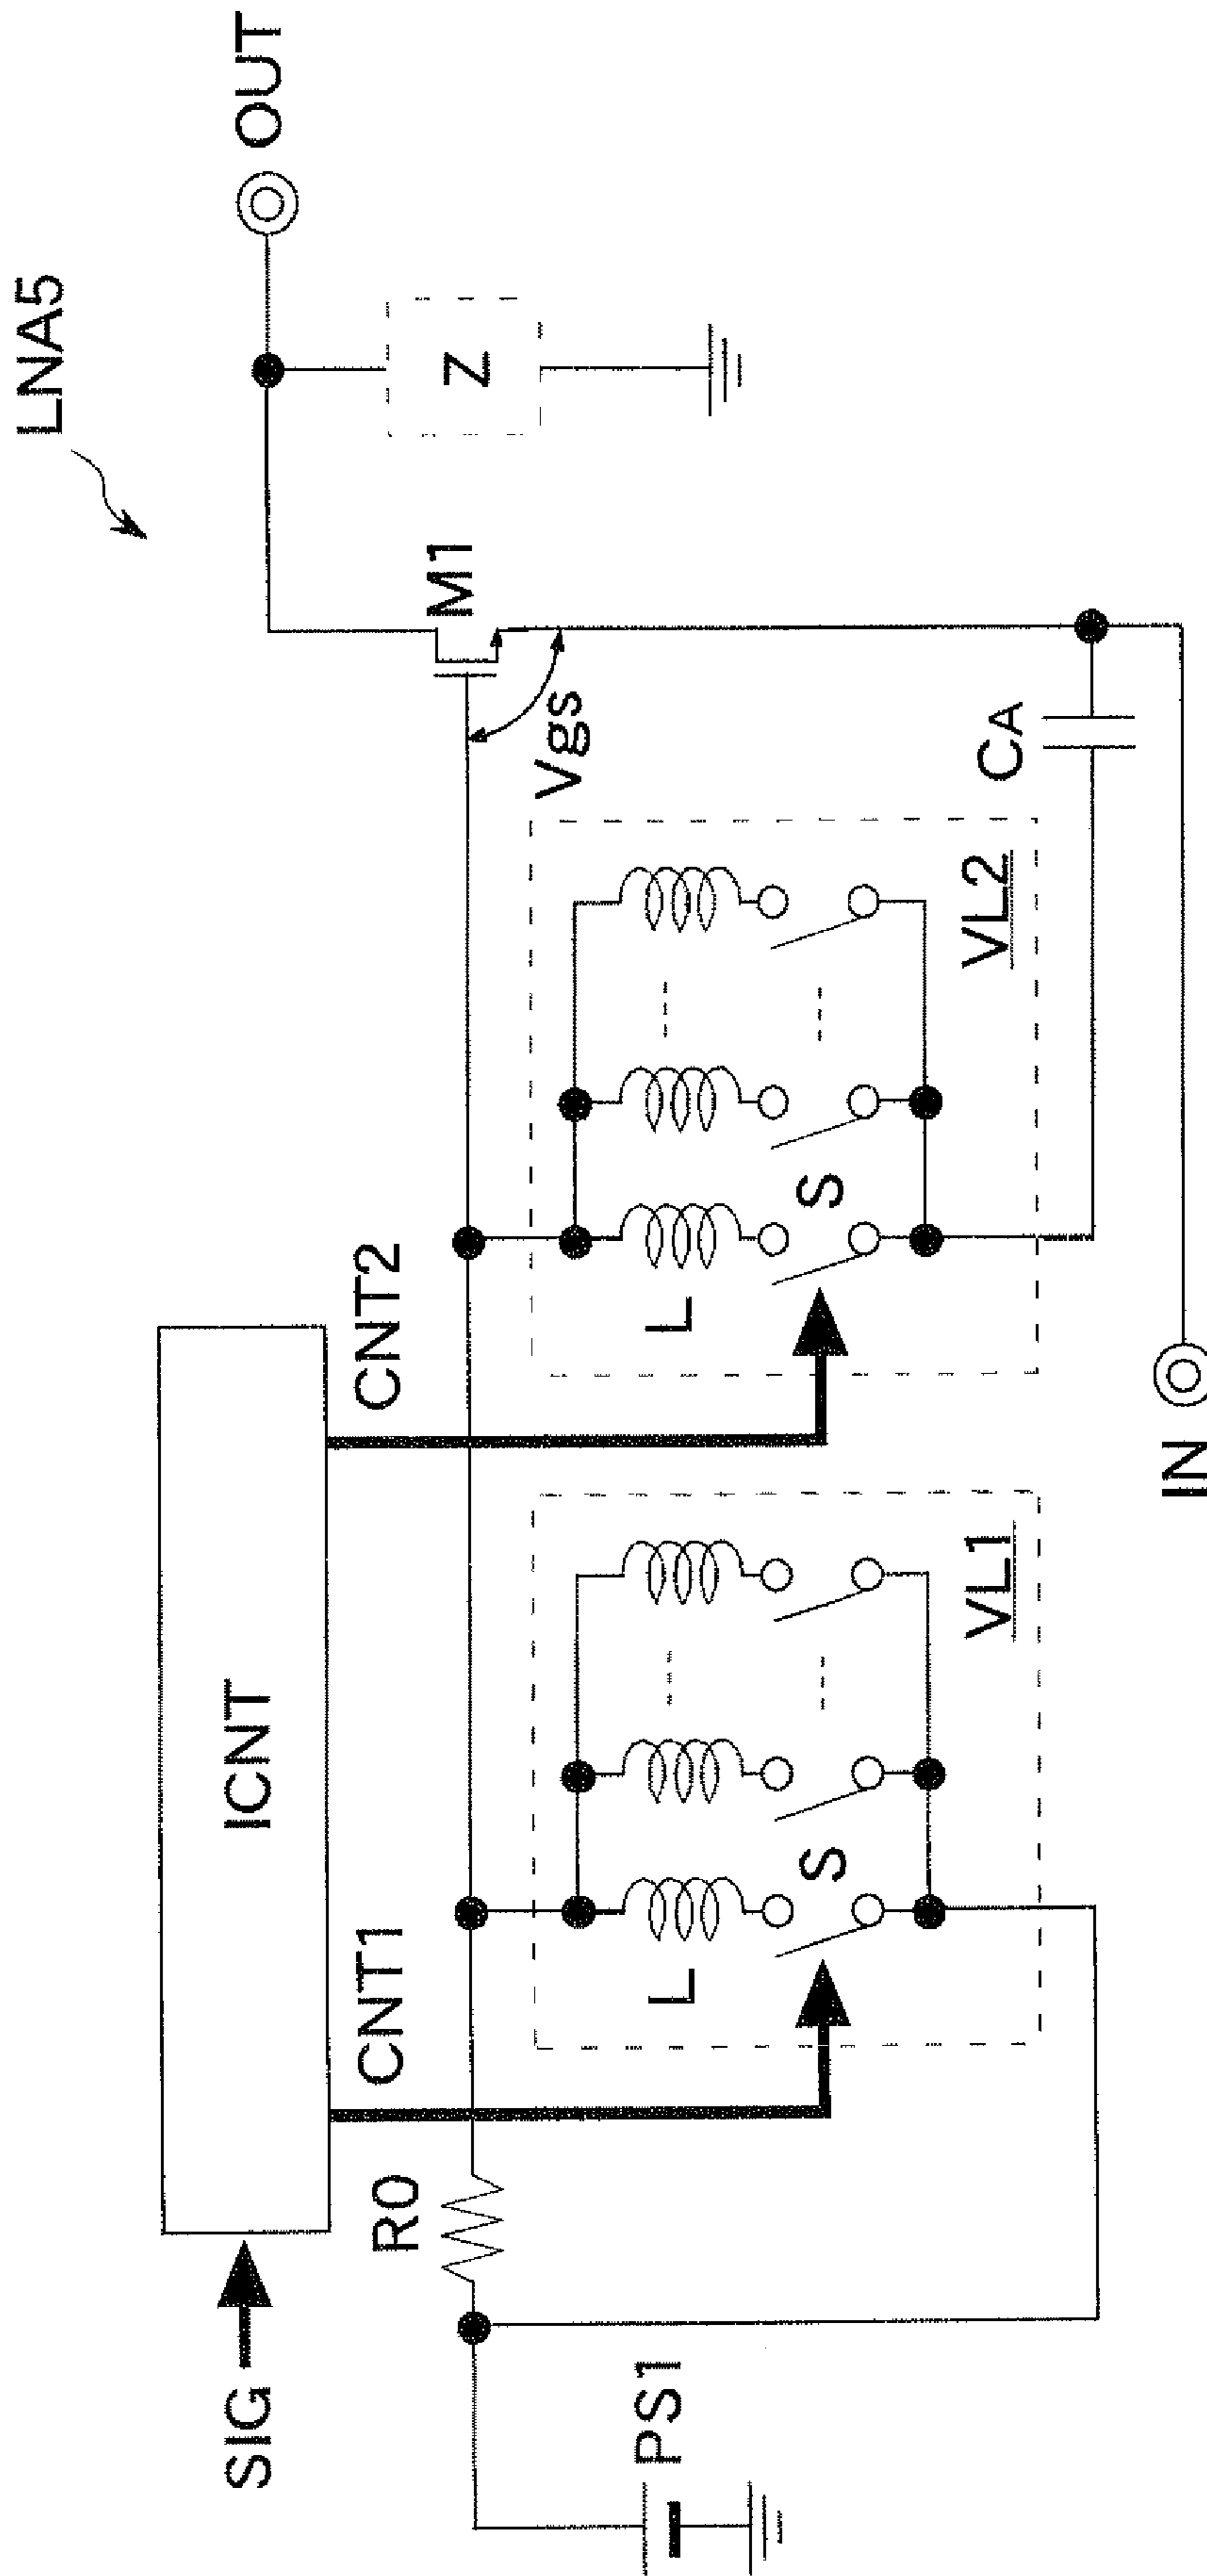 LNA5
SIG
ICNT
OUT
CNT1
CNT2
R0
M1
Z
Vgs
PS1
L
S
VL1
L
S
VL2
CA
IN